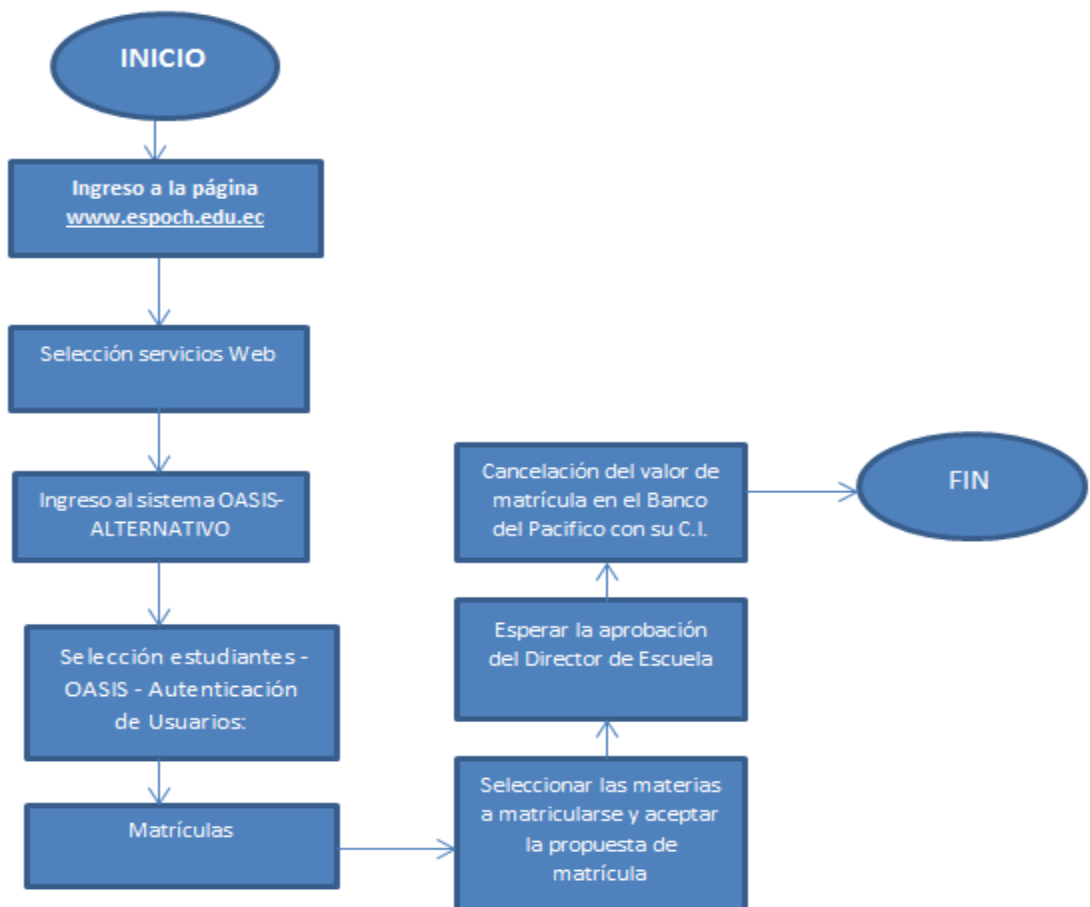 INICIO
Ingreso a la página
www.espoch.edu.ec
Selección servicios Web
Ingreso al sistema OASIS-
ALTERNATIVO
Selección estudiantes -
OASIS - Autenticación
de Usuarios:
Matrículas
Seleccionar las materias
a matricularse y aceptar
la propuesta de
matrícula
Esperar la aprobación
del Director de Escuela
Cancelación del valor de
matrícula en el Banco
del Pacifico con su C.I.
FIN